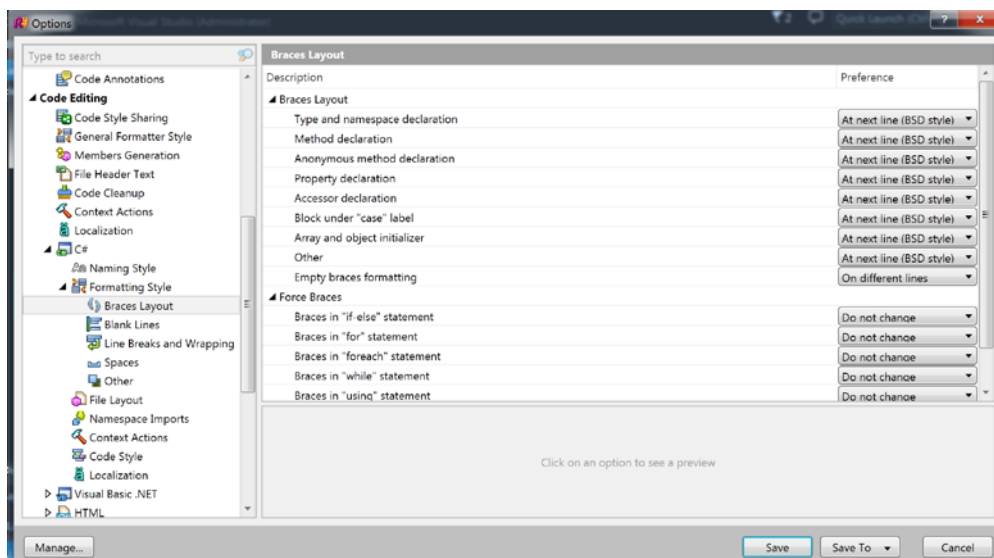 Options
Microsoft Visual Studio (Administrator)
2
Quick Launch (Ctrl
Type to search
Code Annotations
Code Editing
Code Style Sharing
General Formatter Style
Members Generation
File Header Text
Code Cleanup
Context Actions
Localization
C#
Naming Style
Formatting Style
Braces Layout
Blank Lines
Line Breaks and Wrapping
Spaces
Other
File Layout
Namespace Imports
Context Actions
Code Style
Localization
Visual Basic .NET
HTML
Braces Layout
Description Preference
Braces Layout
Type and namespace declaration At next line (BSD style)
Method declaration At next line (BSD style)
Anonymous method declaration At next line (BSD style)
Property declaration At next line (BSD style)
Accessor declaration At next line (BSD style)
Block under "case" label At next line (BSD style)
Array and object initializer At next line (BSD style)
Other At next line (BSD style)
Empty braces formatting On different lines
Force Braces
Braces in "if-else" statement Do not change
Braces in "for" statement Do not change
Braces in "foreach" statement Do not change
Braces in "while" statement Do not change
Braces in "using" statement Do not change
Click on an option to see a preview
Manage... Save Save To Cancel